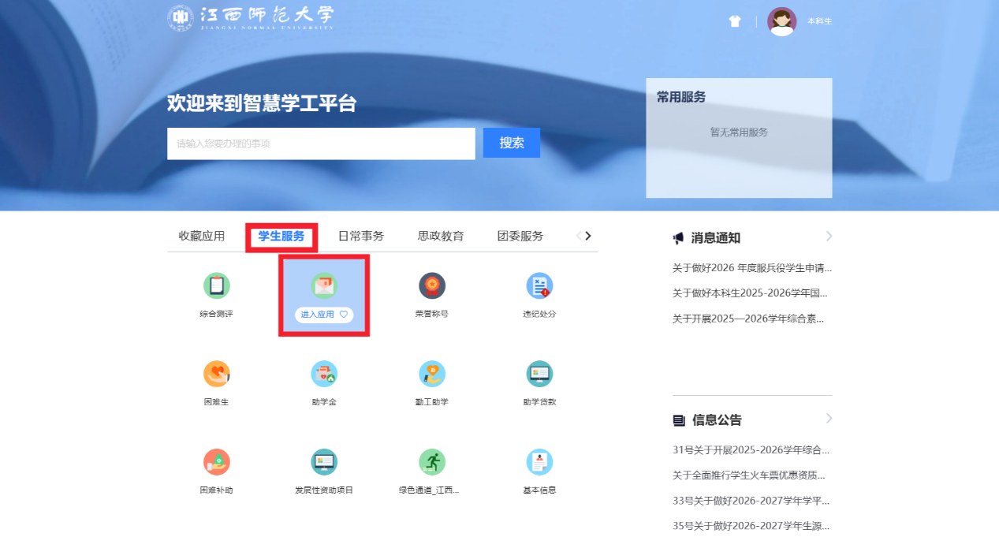 江西师范大学
JIANGXI NORMAL UNIVERSITY
本科生
欢迎来到智慧学工平台
请输入您要办理的事项
搜索
常用服务
暂无常用服务
收藏应用 学生服务 日常事务 思政教育 团委服务
综合测评 进入应用 荣誉称号 违纪处分
困难生 助学金 勤工助学 助学贷款
困难补助 发展性资助项目 绿色通道_江西... 基本信息
消息通知
关于做好2026 年度服兵役学生申请...
关于做好本科生2025-2026学年国...
关于开展2025—2026学年综合素...
信息公告
31号关于开展2025-2026学年综合...
关于全面推行学生火车票优惠资质...
33号关于做好2026-2027学年学平...
35号关于做好2026-2027学年生源...